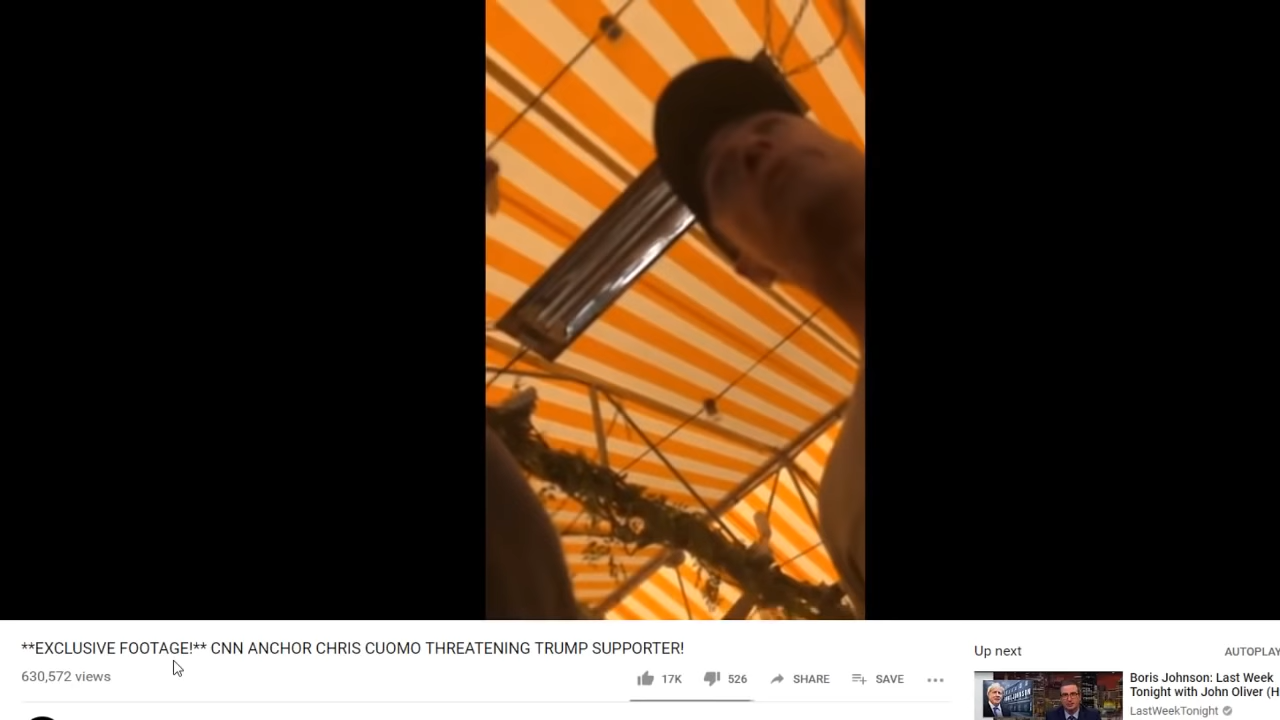 **EXCLUSIVE FOOTAGE!** CNN ANCHOR CHRIS CUOMO THREATENING TRUMP SUPPORTER!
630,572 views
17K
526
SHARE
SAVE
Up next
AUTOPLAY
Boris Johnson: Last Week
Tonight with John Oliver (H
LastWeekTonight